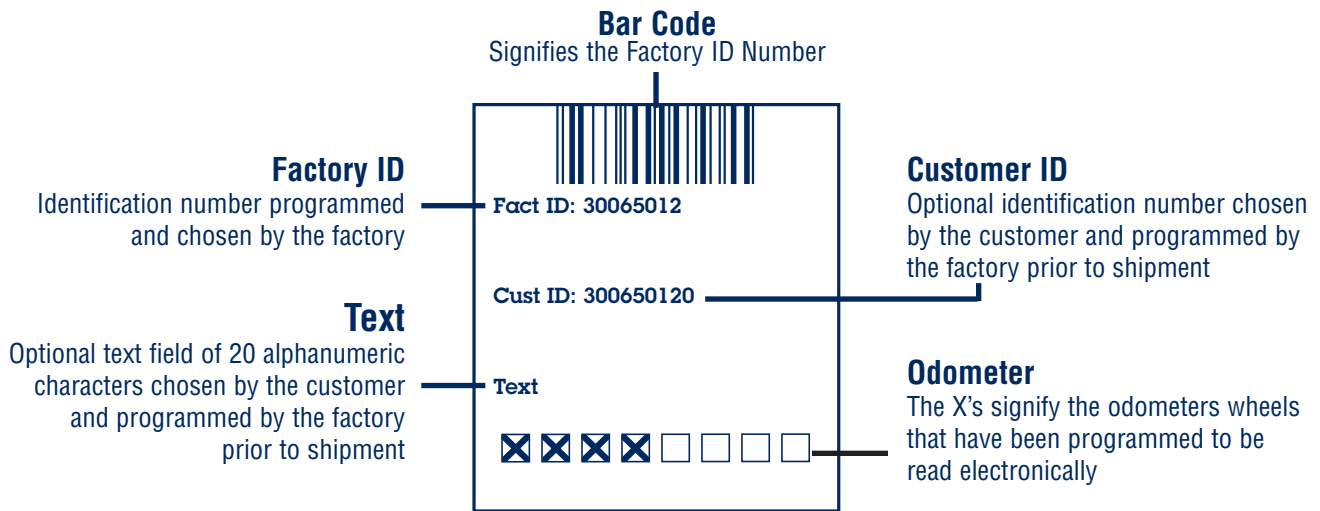 Bar Code
Signifies the Factory ID Number
Factory ID
Identification number programmed
and chosen by the factory
Fact ID: 30065012
Customer ID
Optional identification number chosen
by the customer and programmed by
the factory prior to shipment
Cust ID: 300650120
Text
Optional text field of 20 alphanumeric
characters chosen by the customer
and programmed by the factory
prior to shipment
Text
Odometer
The X's signify the odometers wheels
that have been programmed to be
read electronically